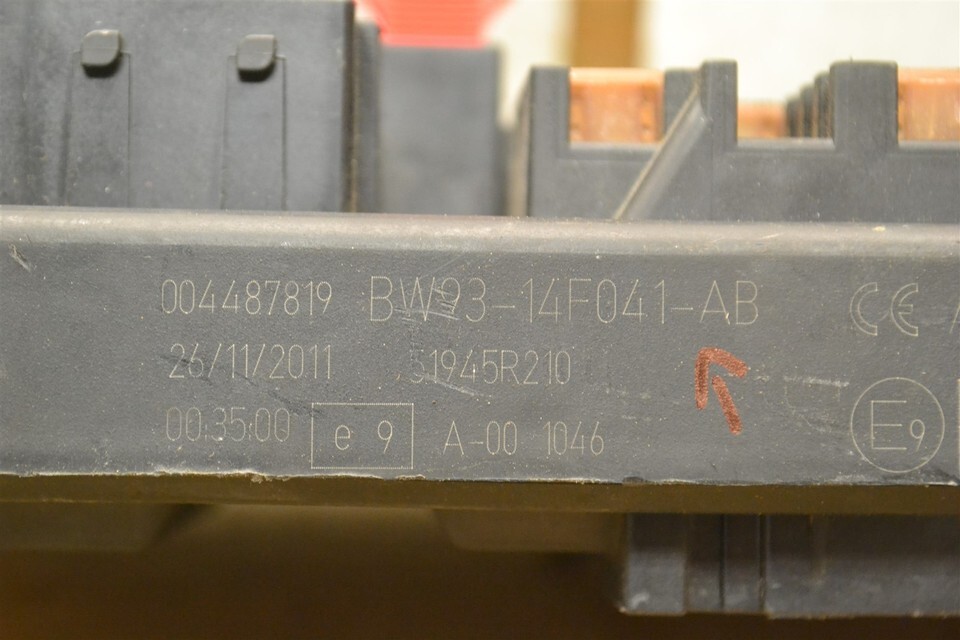 004487819 BW93-14F041-AB CE
26/11/2011 51945R210
00:35:00 e 9 A-00 1046 E9